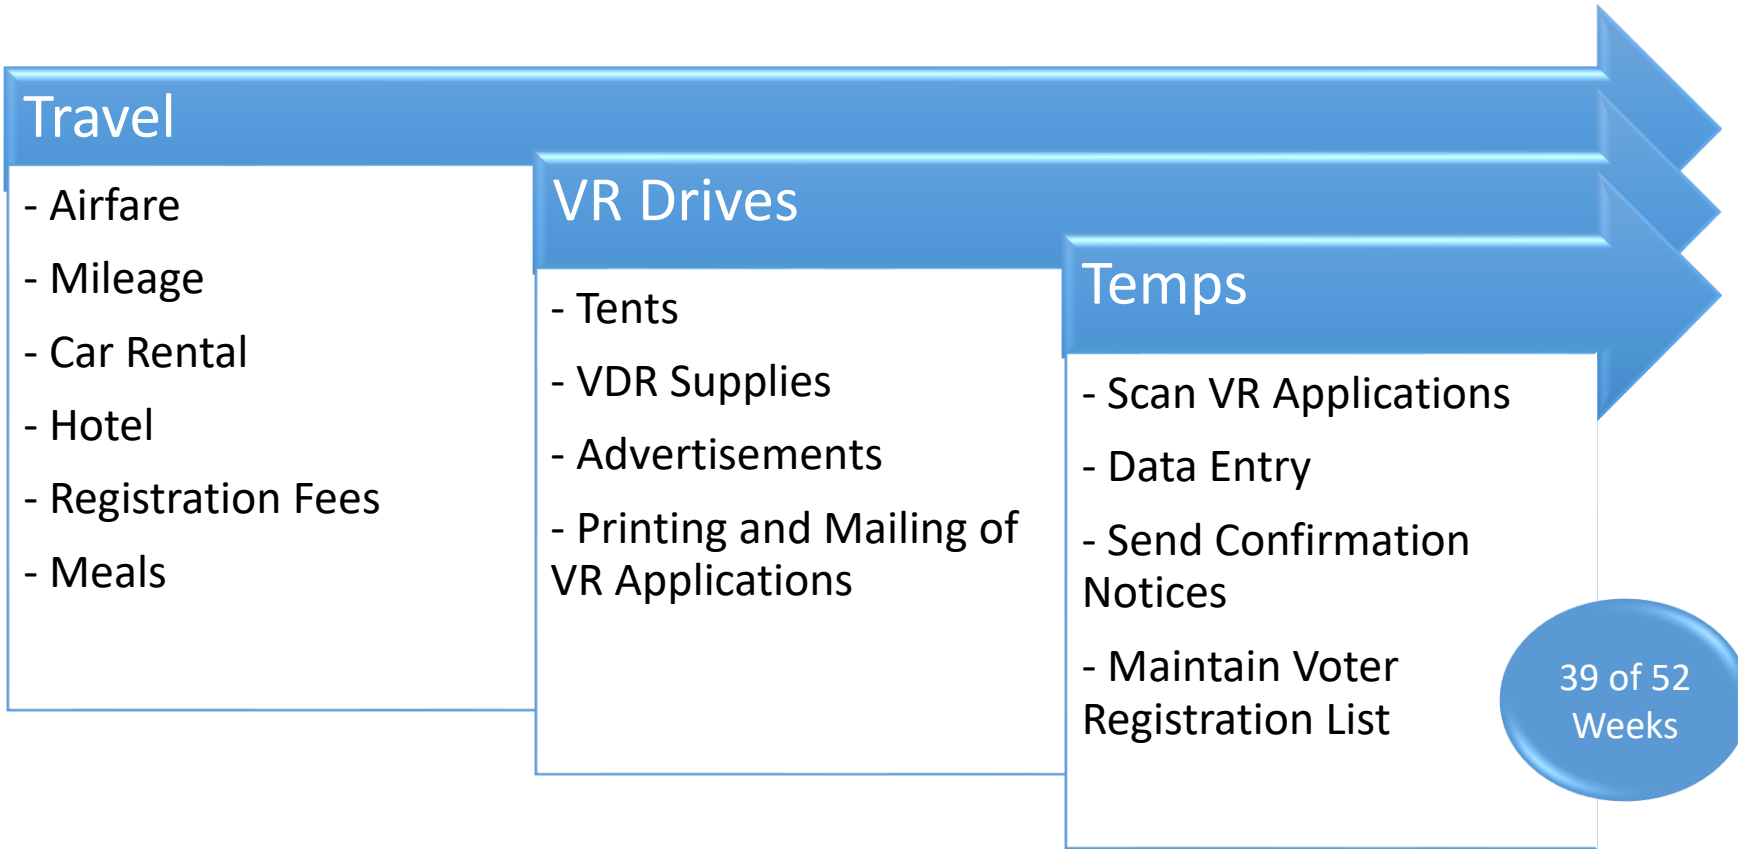 Travel
- Airfare
- Mileage
- Car Rental
- Hotel
- Registration Fees
- Meals
VR Drives
- Tents
- VDR Supplies
- Advertisements
- Printing and Mailing of
VR Applications
Temps
- Scan VR Applications
- Data Entry
- Send Confirmation
Notices
- Maintain Voter
Registration List
39 of 52
Weeks